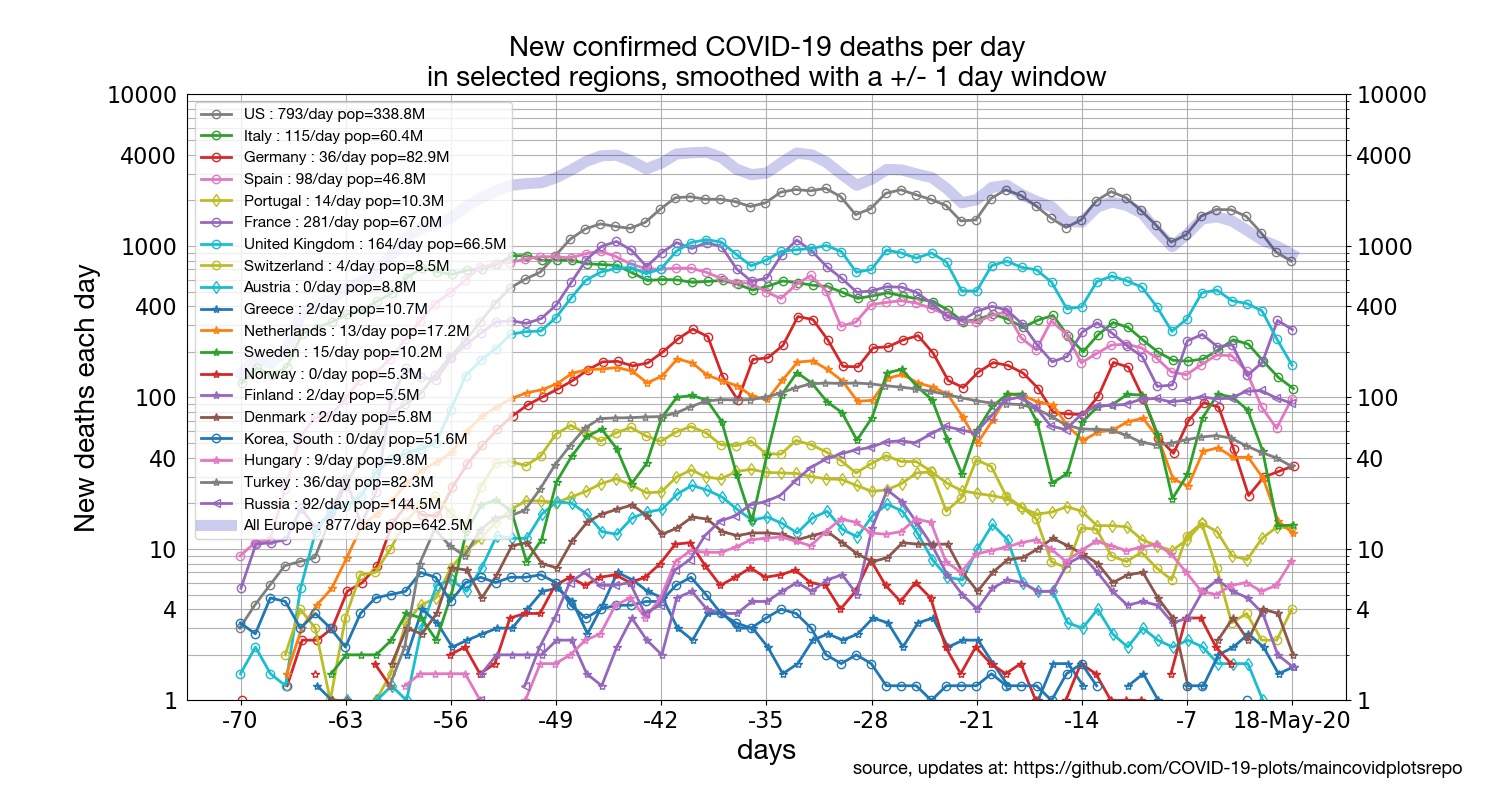 New confirmed COVID-19 deaths per day
in selected regions, smoothed with a +/- 1 day window
10000
4000
1000
400
100
40
10
4
1
New deaths each day
US : 793/day pop=338.8M
Italy : 115/day pop=60.4M
Germany : 36/day pop=82.9M
Spain : 98/day pop=46.8M
Portugal : 14/day pop=10.3M
France : 281/day pop=67.0M
United Kingdom : 164/day pop=66.5M
Switzerland : 4/day pop=8.5M
Austria : 0/day pop=8.8M
Greece : 2/day pop=10.7M
Netherlands : 13/day pop=17.2M
Sweden : 15/day pop=10.2M
Norway : 0/day pop=5.3M
Finland : 2/day pop=5.5M
Denmark : 2/day pop=5.8M
Korea, South : 0/day pop=51.6M
Hungary : 9/day pop=9.8M
Turkey : 36/day pop=82.3M
Russia : 92/day pop=144.5M
All Europe : 877/day pop=642.5M
10000
4000
1000
400
100
40
10
4
1
-70 -63 -56 -49 -42 -35 -28 -21 -14 -7 18-May-20
days
source, updates at: https://github.com/COVID-19-plots/maincovidplotsrepo